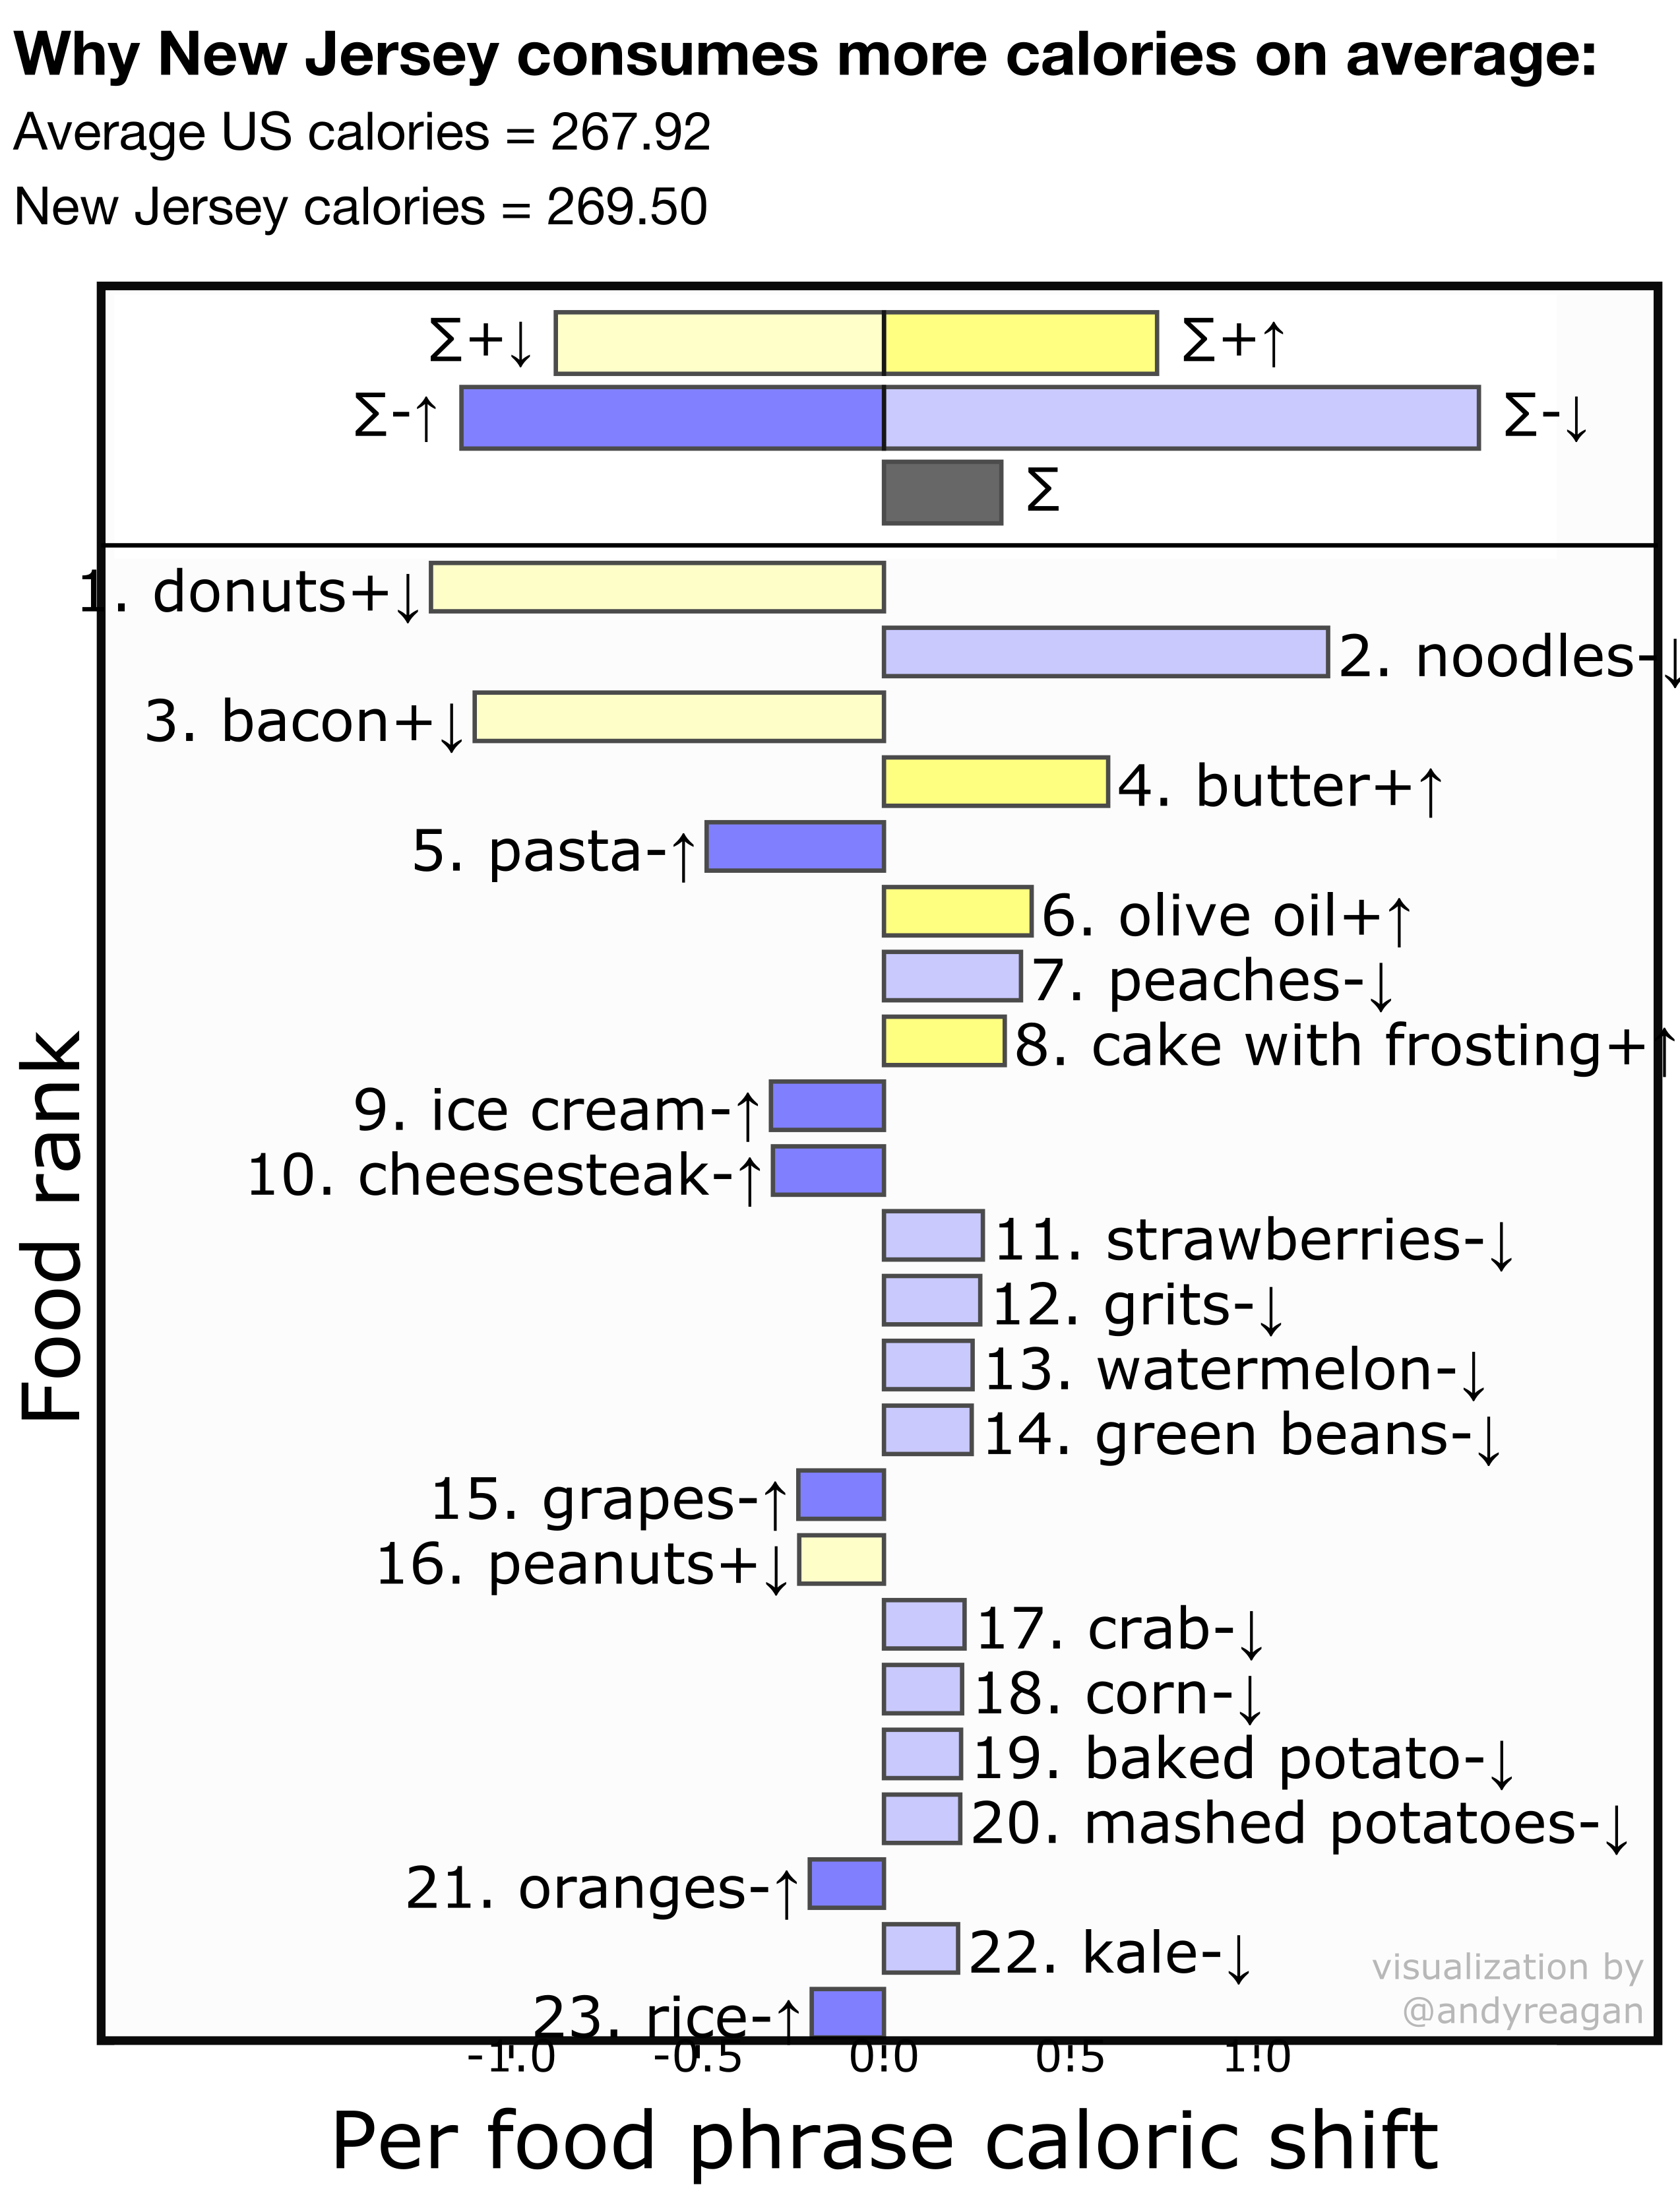 Why New Jersey consumes more calories on average:
Average US calories = 267.92
New Jersey calories = 269.50
∑+↓ ∑+↑
∑-↑ ∑-↓
∑
1. donuts+↓
2. noodles-↓
3. bacon+↓
4. butter+↑
5. pasta-↑
6. olive oil+↑
7. peaches-↓
8. cake with frosting+↑
9. ice cream-↑
10. cheesesteak-↑
11. strawberries-↓
12. grits-↓
13. watermelon-↓
14. green beans-↓
15. grapes-↑
16. peanuts+↓
17. crab-↓
18. corn-↓
19. baked potato-↓
20. mashed potatoes-↓
21. oranges-↑
22. kale-↓
23. rice-↑
Food rank
visualization by
@andyreagan
-1.0 -0.5 0.0 0.5 1.0
Per food phrase caloric shift